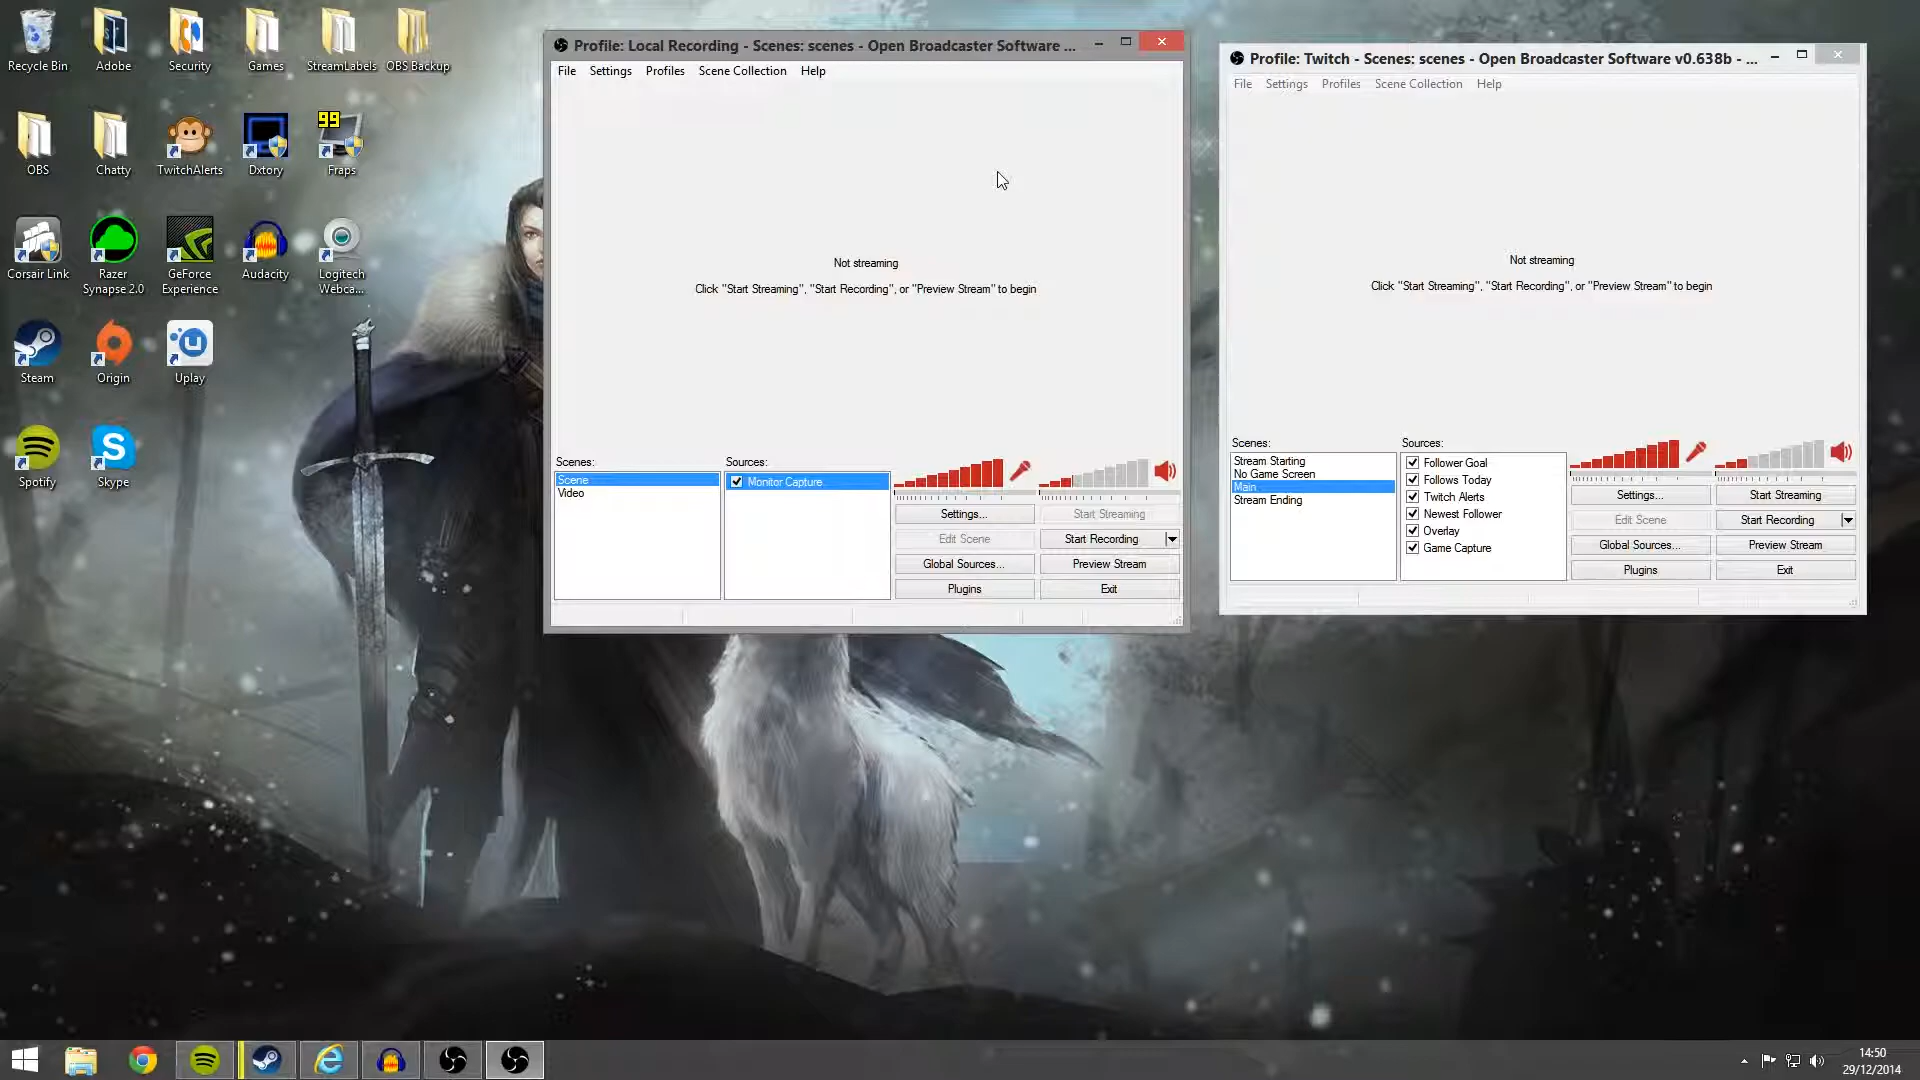 Recycle Bin
Adobe
Security
Games
StreamLabels
OBS Backup
OBS
Chatty
TwitchAlerts
Dxtory
99
Fraps
Corsair Link
Razer
Synapse 2.0
GeForce
Experience
Audacity
Logitech
Webca...
Steam
Origin
Uplay
Spotify
Skype
Profile: Local Recording - Scenes: scenes - Open Broadcaster Software ...
File Settings Profiles Scene Collection Help
Not streaming
Click "Start Streaming", "Start Recording", or "Preview Stream" to begin
Scenes:
Scene
Video
Sources:
Monitor Capture
Settings...
Start Streaming
Edit Scene
Start Recording
Global Sources...
Preview Stream
Plugins
Exit
Profile: Twitch - Scenes: scenes - Open Broadcaster Software v0.638b - ...
File Settings Profiles Scene Collection Help
Not streaming
Click "Start Streaming", "Start Recording", or "Preview Stream" to begin
Scenes:
Stream Starting
No Game Screen
Main
Stream Ending
Sources:
Follower Goal
Follows Today
Twitch Alerts
Newest Follower
Overlay
Game Capture
Settings...
Start Streaming
Edit Scene
Start Recording
Global Sources...
Preview Stream
Plugins
Exit
14:50
29/12/2014